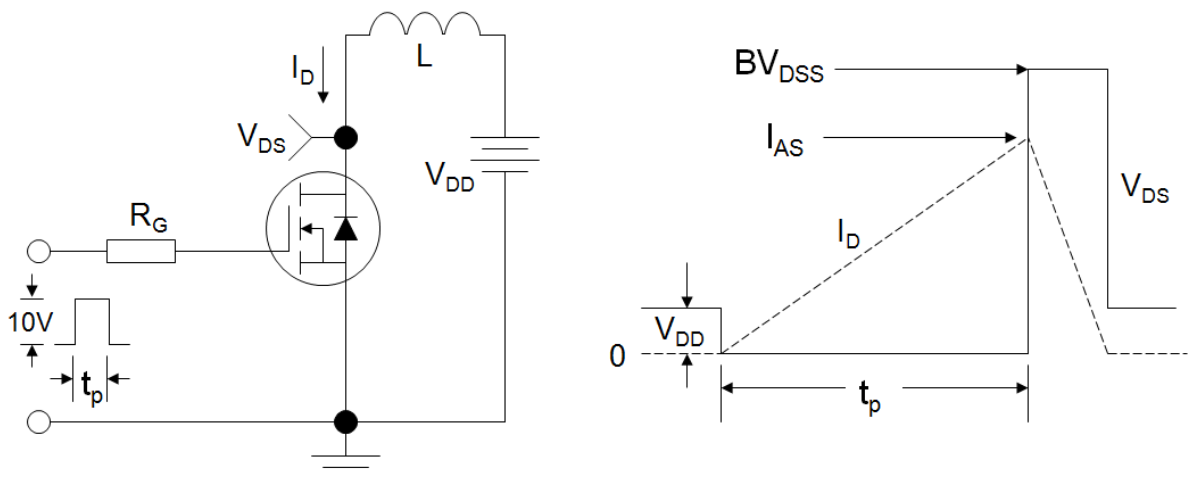 I_D
L
V_DS
V_DD
R_G
10V
t_p
BV_DSS
I_AS
V_DS
I_D
V_DD
0
t_p